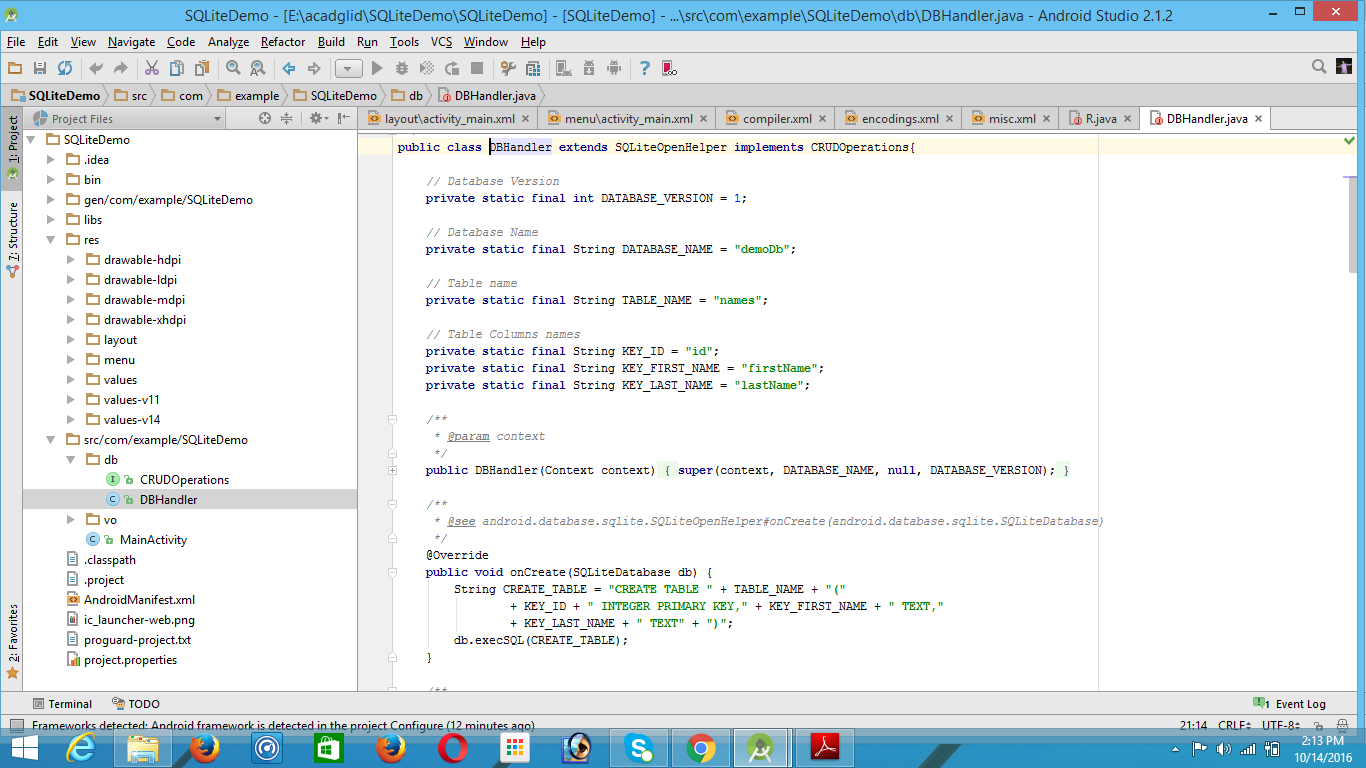 SQLiteDemo - [E:\acadglid\SQLiteDemo\SQLiteDemo] - [SQLiteDemo] - ...\src\com\example\SQLiteDemo\db\DBHandler.java - Android Studio 2.1.2
File Edit View Navigate Code Analyze Refactor Build Run Tools VCS Window Help
SQLiteDemo src com example SQLiteDemo db DBHandler.java
Project Files
layout\activity_main.xml menu\activity_main.xml compiler.xml encodings.xml misc.xml R.java DBHandler.java
1: Project
7: Structure
2: Favorites
SQLiteDemo
.idea
bin
gen/com/example/SQLiteDemo
libs
res
drawable-hdpi
drawable-ldpi
drawable-mdpi
drawable-xhdpi
layout
menu
values
values-v11
values-v14
src/com/example/SQLiteDemo
db
CRUDOperations
DBHandler
vo
MainActivity
.classpath
.project
AndroidManifest.xml
ic_launcher-web.png
proguard-project.txt
project.properties
public class DBHandler extends SQLiteOpenHelper implements CRUDOperations{
// Database Version
private static final int DATABASE_VERSION = 1;
// Database Name
private static final String DATABASE_NAME = "demoDb";
// Table name
private static final String TABLE_NAME = "names";
// Table Columns names
private static final String KEY_ID = "id";
private static final String KEY_FIRST_NAME = "firstName";
private static final String KEY_LAST_NAME = "lastName";
/**
* @param context
*/
public DBHandler(Context context) { super(context, DATABASE_NAME, null, DATABASE_VERSION); }
/**
* @see android.database.sqlite.SQLiteOpenHelper#onCreate(android.database.sqlite.SQLiteDatabase)
*/
@Override
public void onCreate(SQLiteDatabase db) {
String CREATE_TABLE = "CREATE TABLE " + TABLE_NAME + "("
+ KEY_ID + " INTEGER PRIMARY KEY," + KEY_FIRST_NAME + " TEXT,"
+ KEY_LAST_NAME + " TEXT" + ")";
db.execSQL(CREATE_TABLE);
}
/**
Terminal TODO 1 Event Log
Frameworks detected: Android framework is detected in the project Configure (12 minutes ago) 21:14 CRLF UTF-8
2:13 PM
10/14/2016